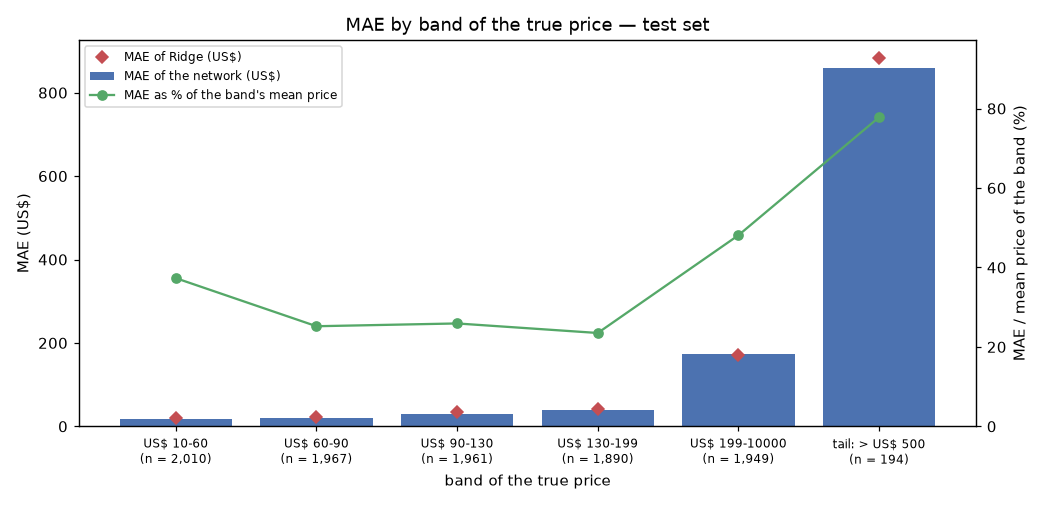 MAE by band of the true price — test set
MAE of Ridge (US$)
MAE of the network (US$)
MAE as % of the band's mean price
MAE (US$)
800
600
400
200
0
MAE / mean price of the band (%)
80
60
40
20
0
US$ 10-60
(n = 2,010)
US$ 60-90
(n = 1,967)
US$ 90-130
(n = 1,961)
US$ 130-199
(n = 1,890)
US$ 199-10000
(n = 1,949)
tail: > US$ 500
(n = 194)
band of the true price